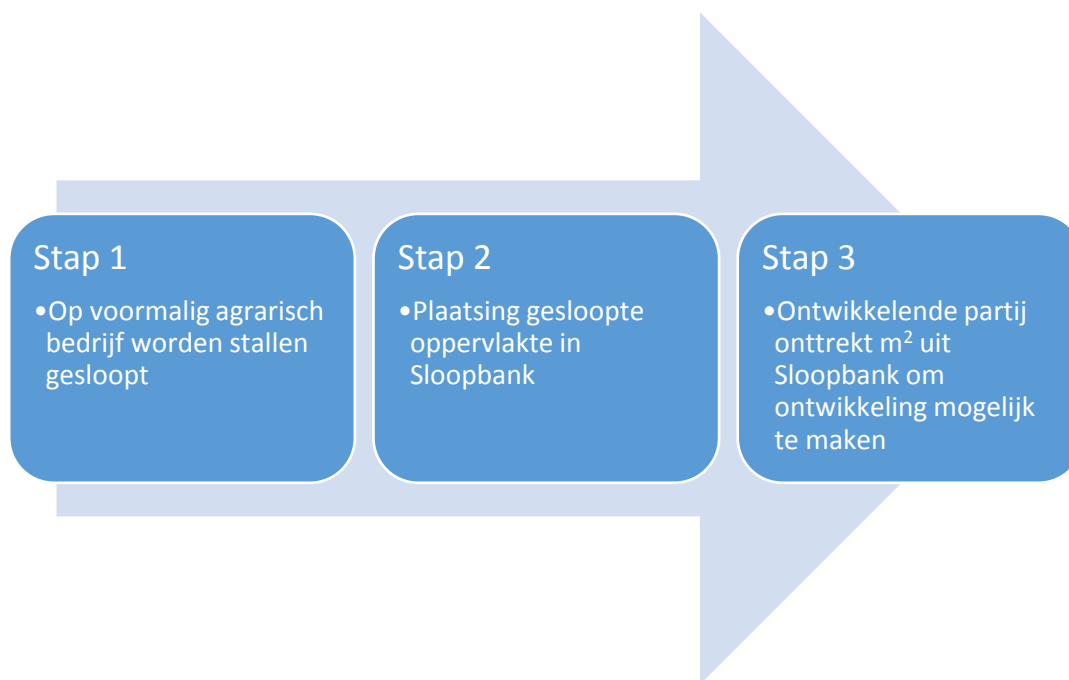 Stap 1
•Op voormalig agrarisch
bedrijf worden stallen
gesloopt
Stap 2
•Plaatsing gesloopte
oppervlakte in
Sloopbank
Stap 3
•Ontwikkelende partij
onttrekt m² uit
Sloopbank om
ontwikkeling mogelijk
te maken